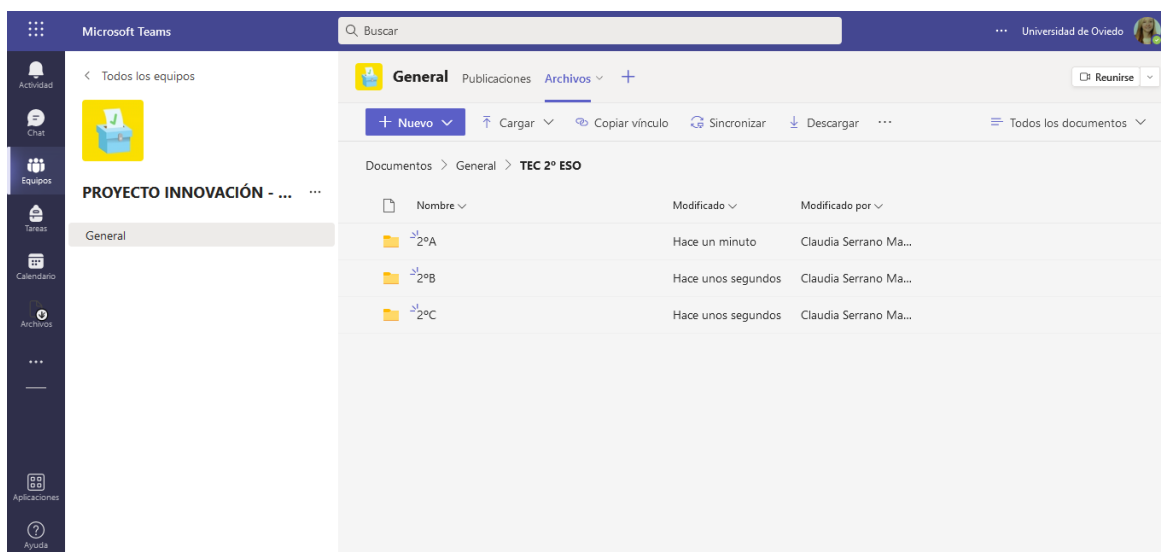 Microsoft Teams
Buscar
··· Universidad de Oviedo
Actividad
Chat
Equipos
Tareas
Calendario
Archivos
···
Aplicaciones
Ayuda
< Todos los equipos
PROYECTO INNOVACIÓN - ... ···
General
General Publicaciones Archivos +
Reunirse
+ Nuevo Cargar Copiar vínculo Sincronizar Descargar ··· Todos los documentos
Documentos > General > TEC 2º ESO
Nombre Modificado Modificado por
2ºA Hace un minuto Claudia Serrano Ma...
2ºB Hace unos segundos Claudia Serrano Ma...
2ºC Hace unos segundos Claudia Serrano Ma...